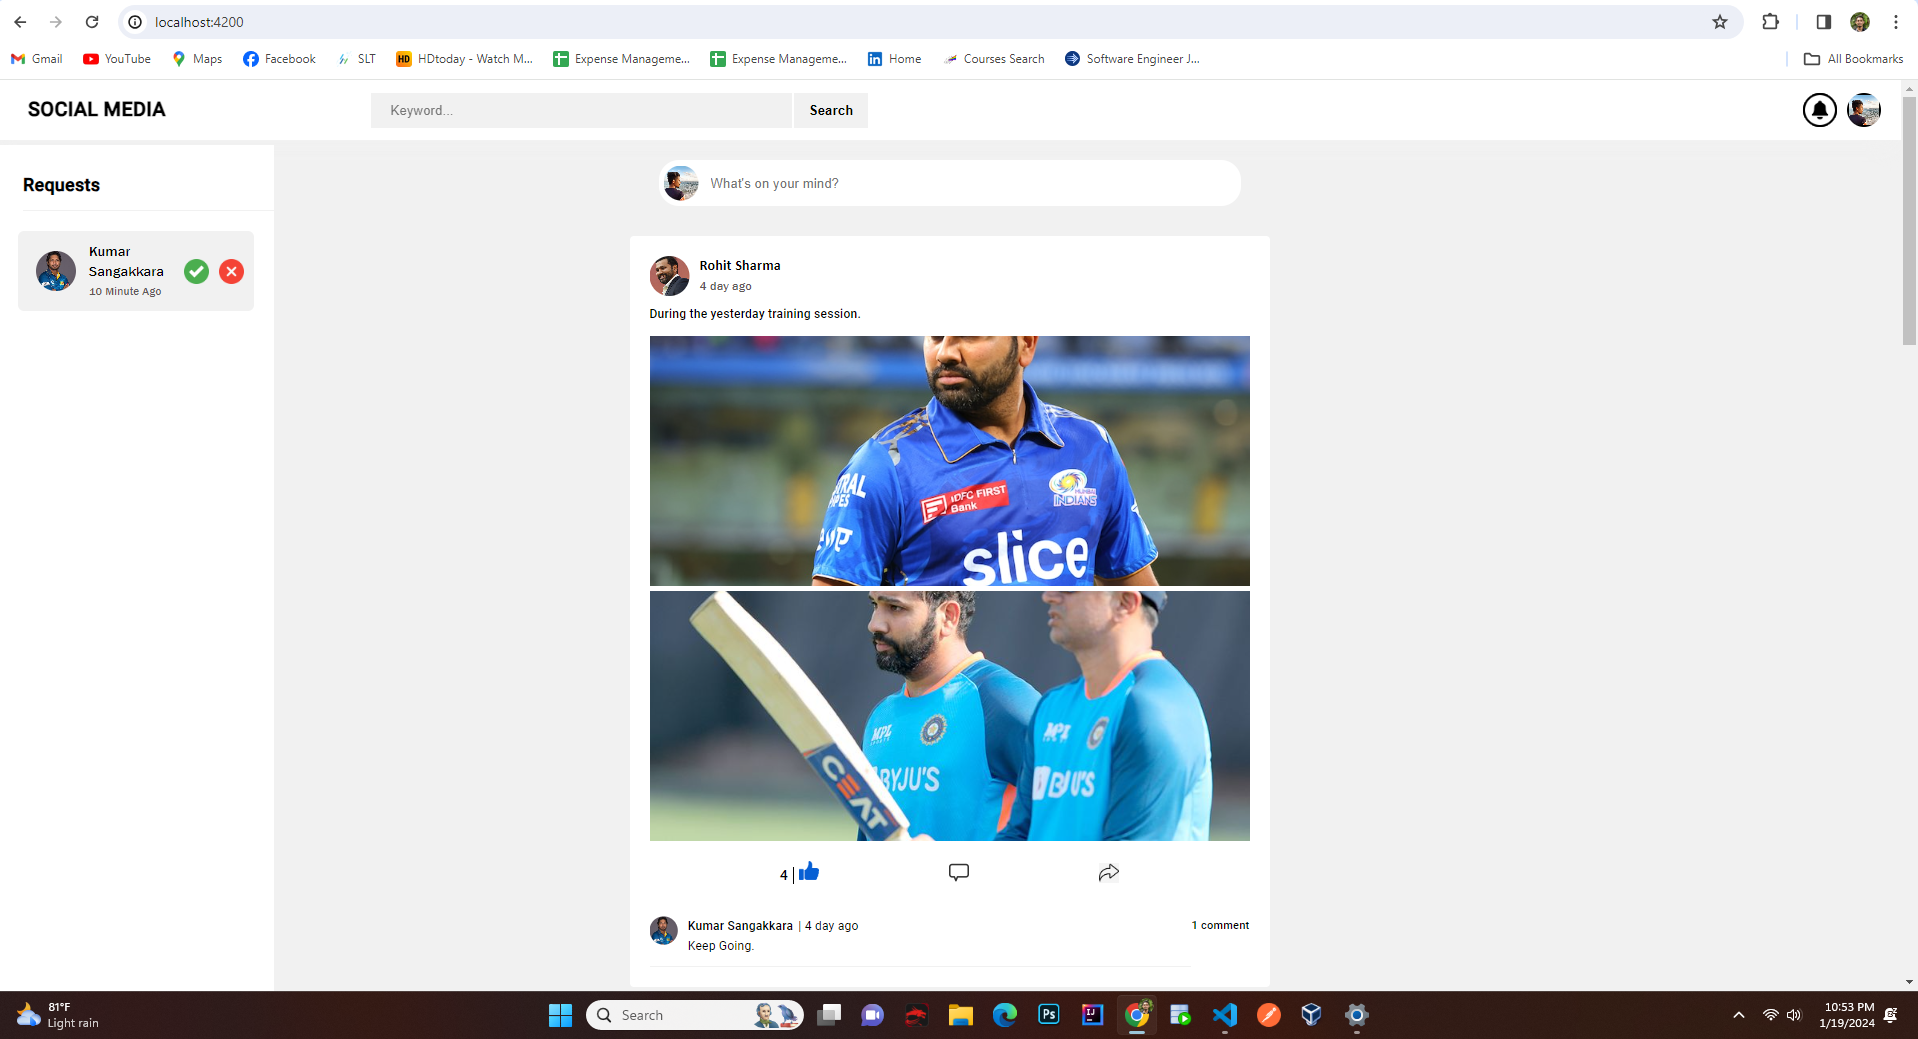 localhost:4200
Gmail YouTube Maps Facebook SLT HDtoday - Watch M... Expense Manageme... Expense Manageme... Home Courses Search Software Engineer J... All Bookmarks
SOCIAL MEDIA Keyword... Search
Requests
Kumar
Sangakkara
10 Minute Ago
What's on your mind?
Rohit Sharma
4 day ago
During the yesterday training session.
IDFC FIRST
Bank
MUMBAI
INDIANS
slice
MPL
BYJU'S
CEAT
MPL
4 |
Kumar Sangakkara | 4 day ago 1 comment
Keep Going.
81°F
Light rain
Search
10:53 PM
1/19/2024